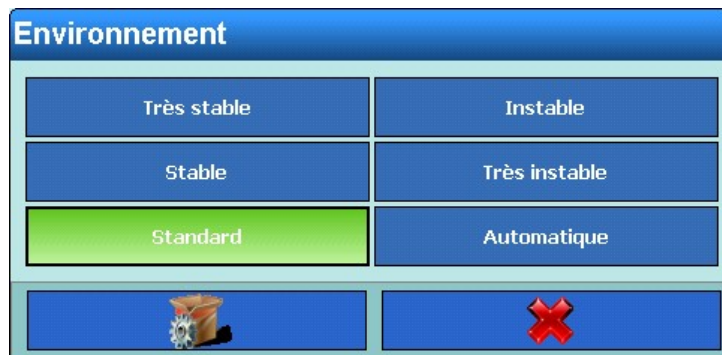 Environnement
Très stable
Instable
Stable
Très instable
Standard
Automatique